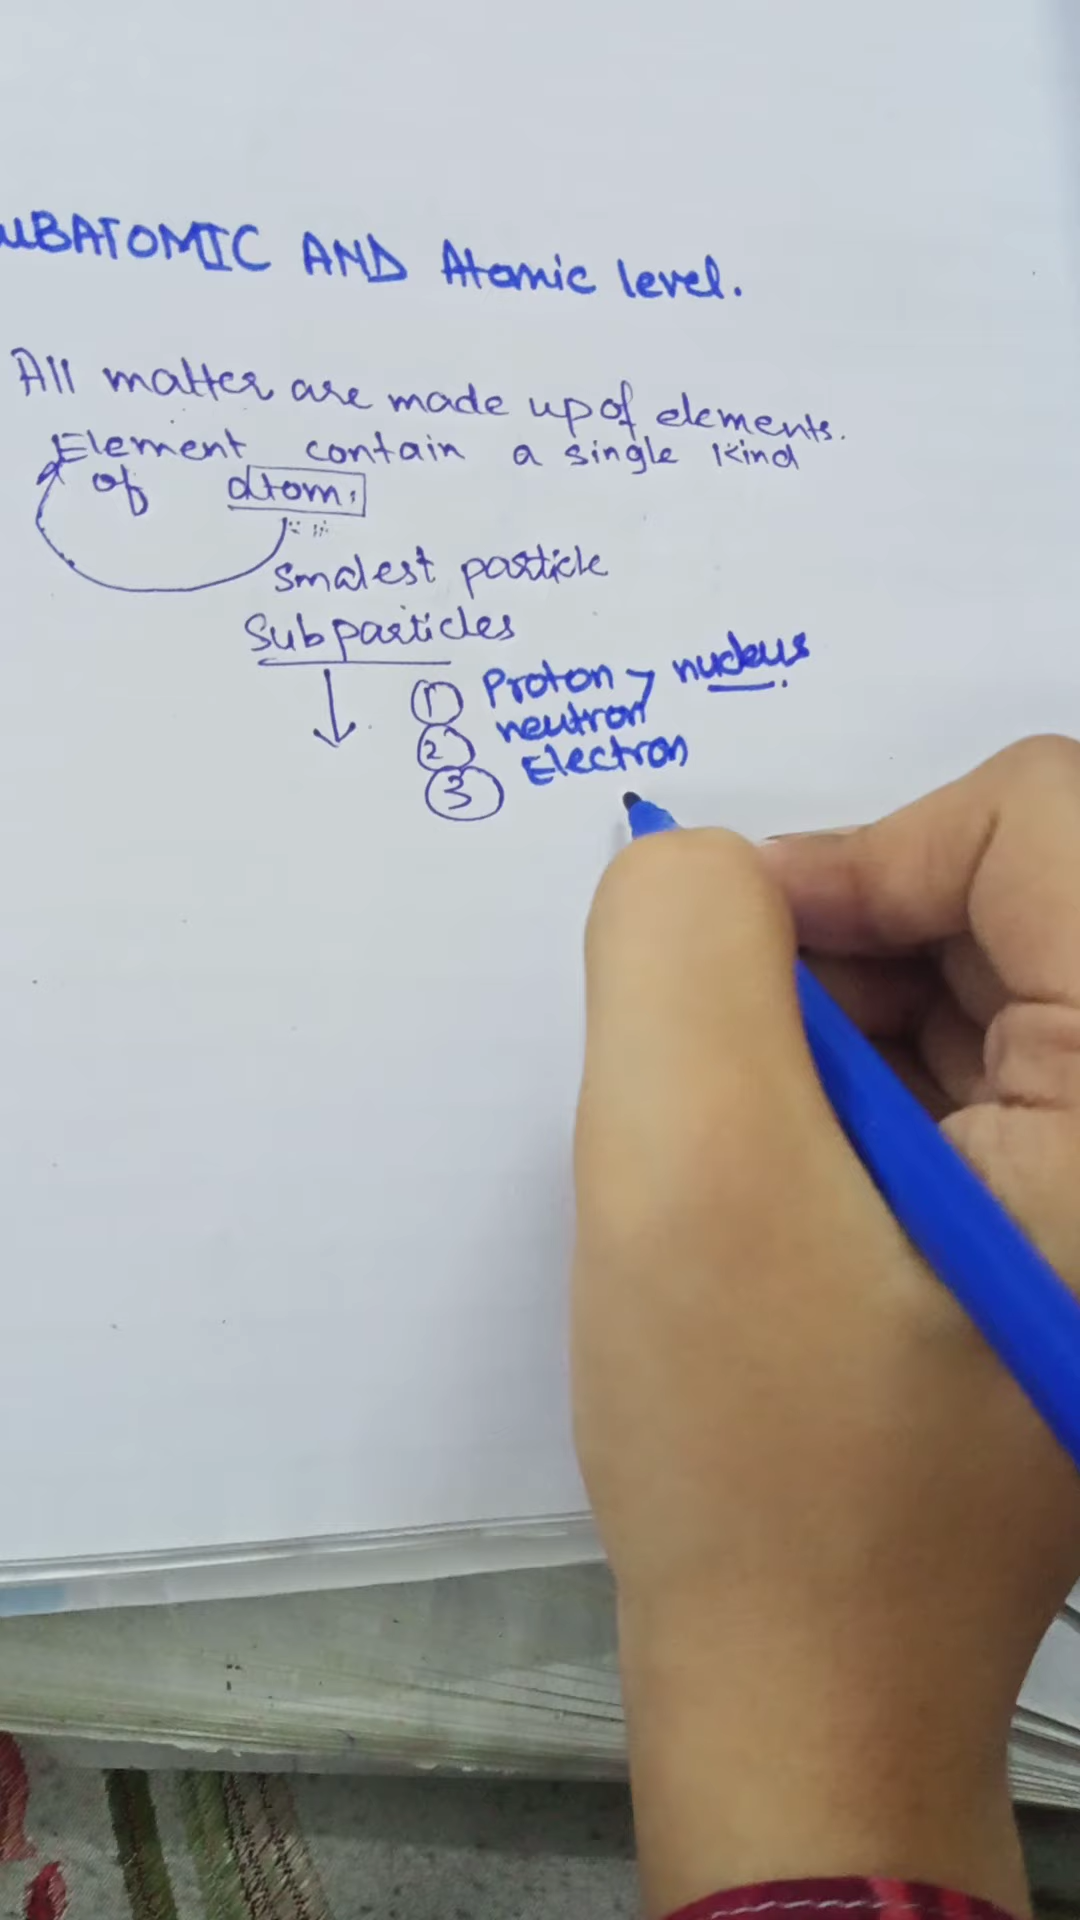 uBATOMIC AND Atomic level.
All matter are made up of elements.
Element contain a single kind
of atom.
Smalest particle
Subparticles
① Proton → nucleus
② neutron
③ Electron